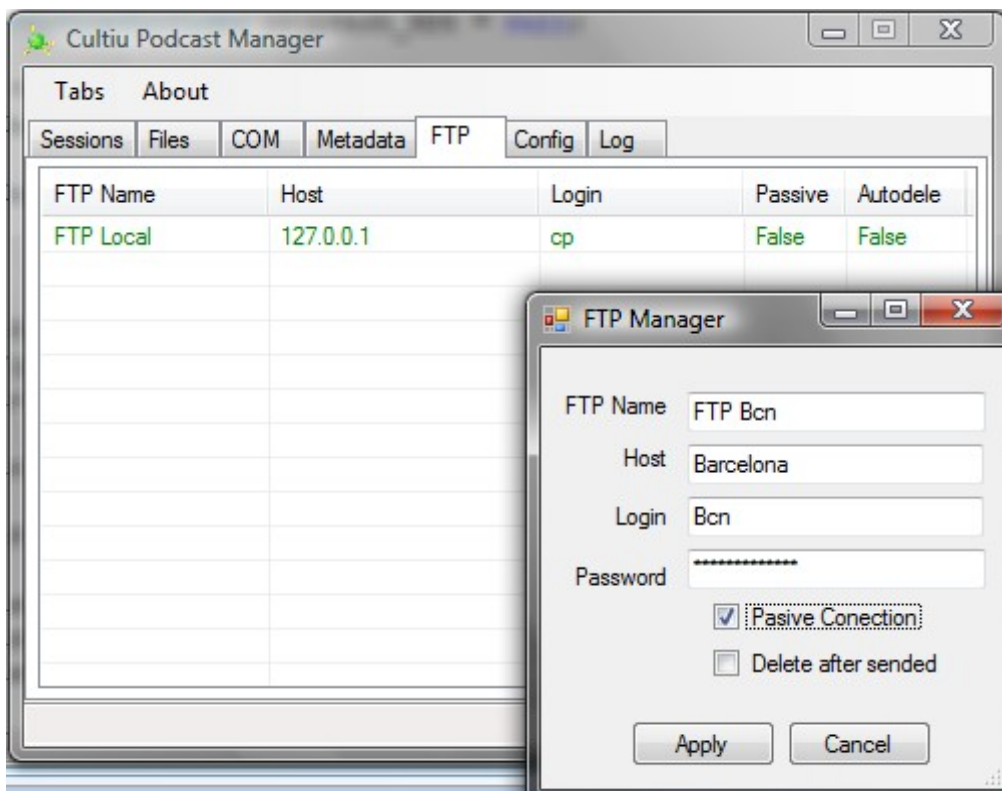 Cultiu Podcast Manager
Tabs About
Sessions Files COM Metadata FTP Config Log
FTP Name Host Login Passive Autodele
FTP Local 127.0.0.1 cp False False
FTP Manager
FTP Name FTP Bcn
Host Barcelona
Login Bcn
Password *************
Pasive Conection
Delete after sended
Apply Cancel